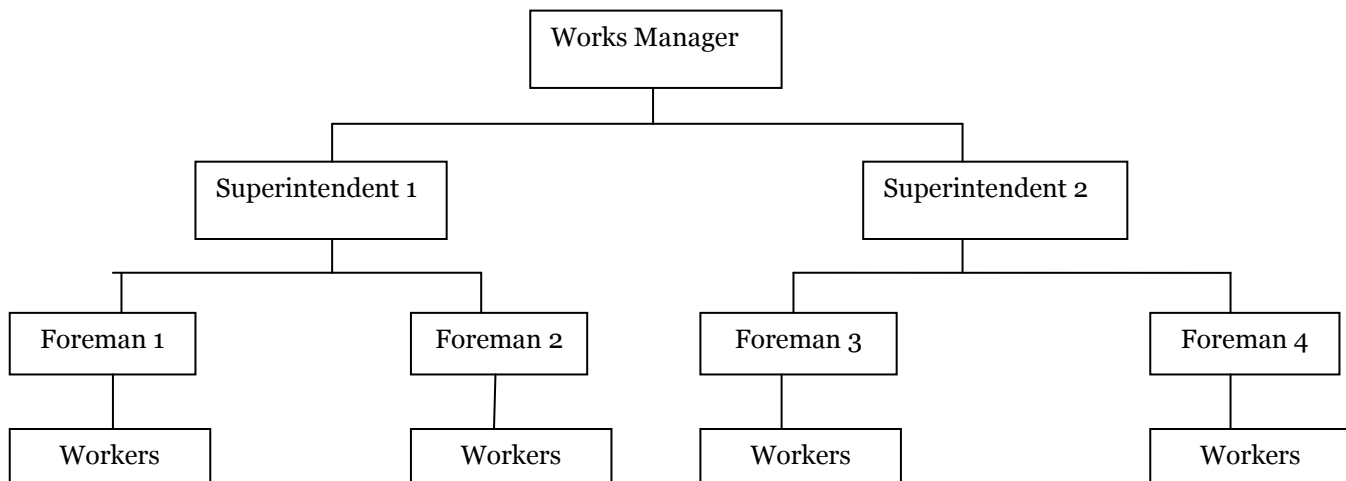 Works Manager
Superintendent 1
Superintendent 2
Foreman 1
Foreman 2
Foreman 3
Foreman 4
Workers
Workers
Workers
Workers